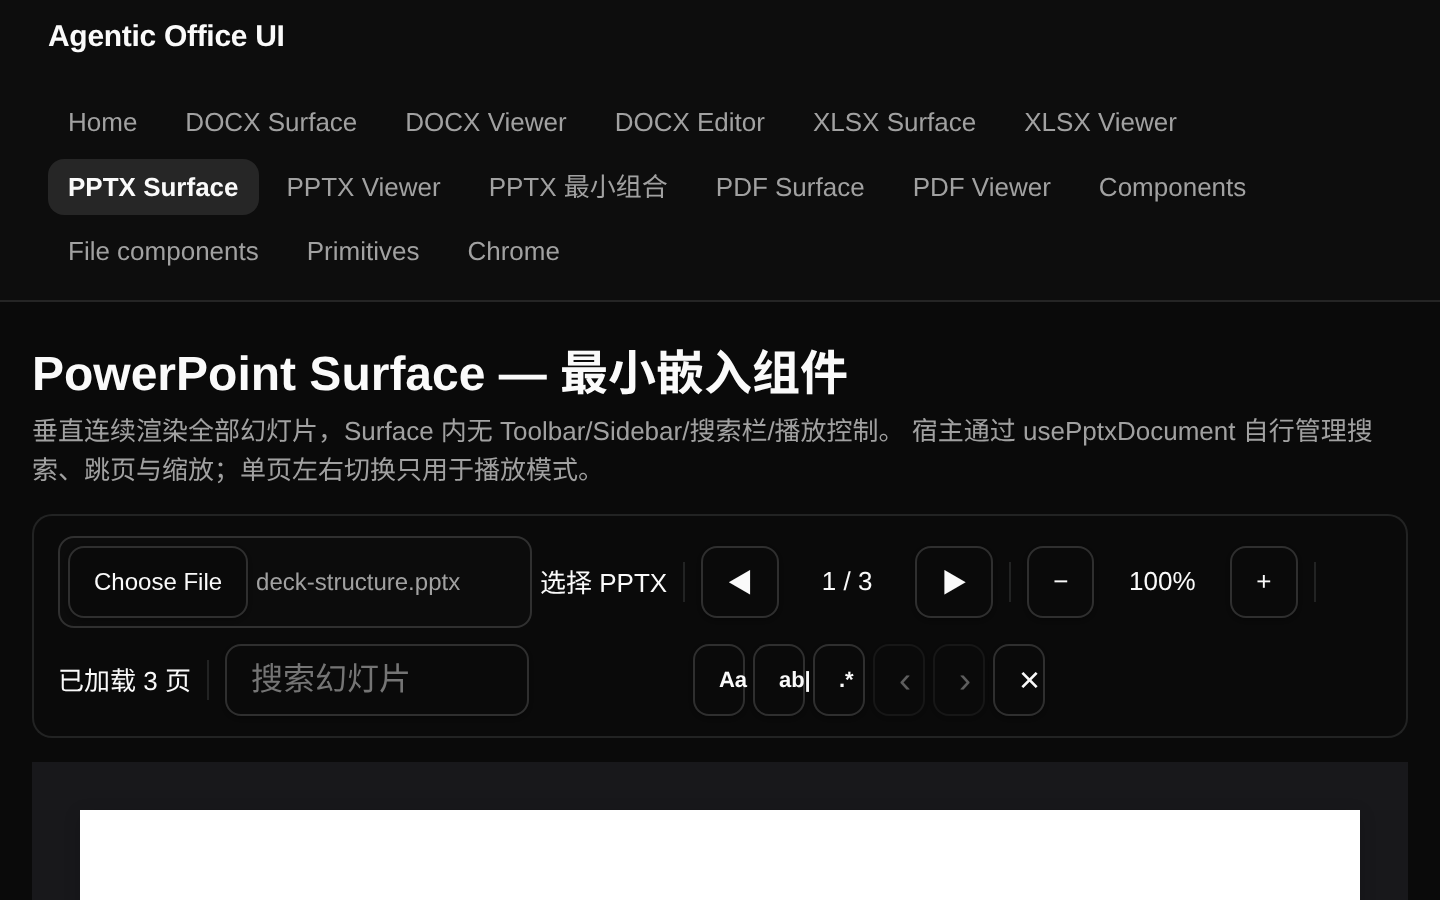 Agentic Office UI
Home DOCX Surface DOCX Viewer DOCX Editor XLSX Surface XLSX Viewer
PPTX Surface PPTX Viewer PPTX 最小组合 PDF Surface PDF Viewer Components
File components Primitives Chrome
PowerPoint Surface — 最小嵌入组件
垂直连续渲染全部幻灯片，Surface 内无 Toolbar/Sidebar/搜索栏/播放控制。 宿主通过 usePptxDocument 自行管理搜
索、跳页与缩放；单页左右切换只用于播放模式。
Choose File deck-structure.pptx 选择 PPTX ◀ 1 / 3 ▶ − 100% +
已加载 3 页 搜索幻灯片 Aa ab| .* ‹ › ✕